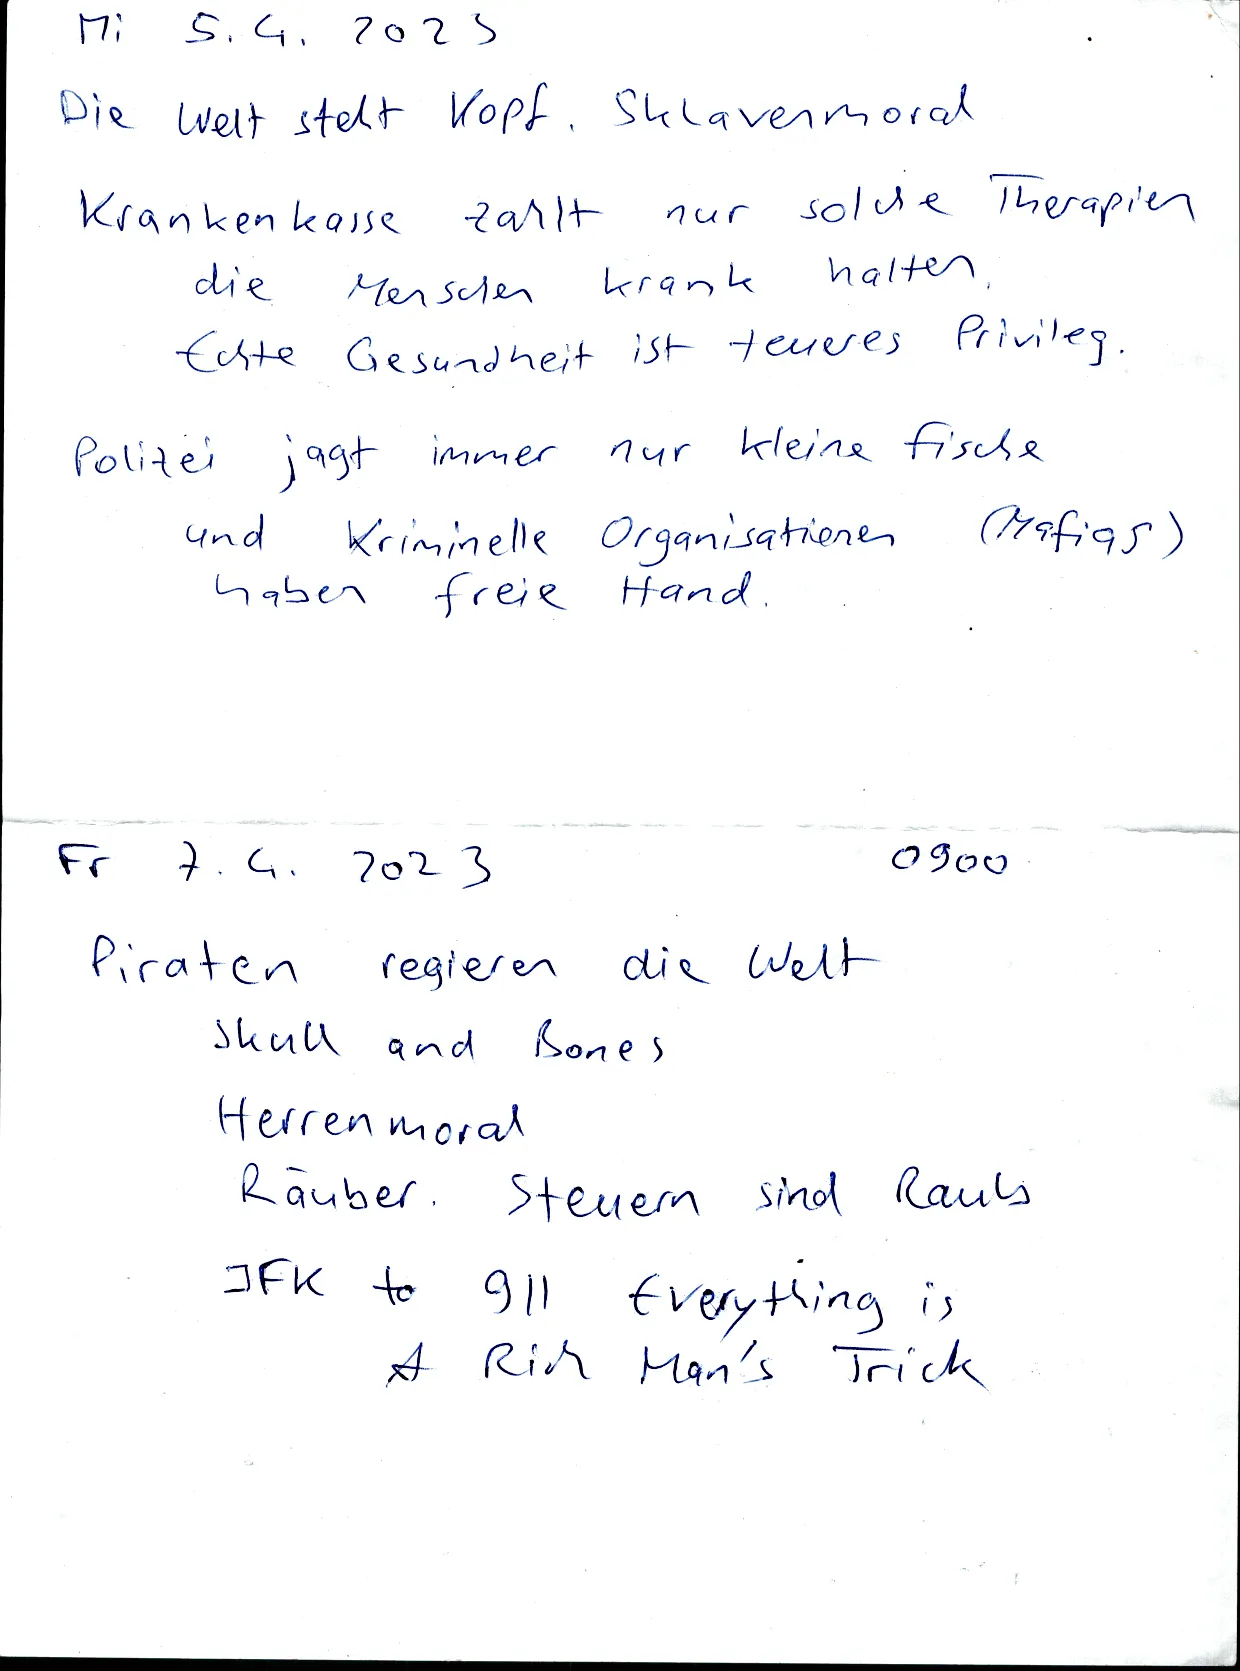 Mi 5.4.2023
Die Welt steht Kopf. Sklavenmoral
Krankenkasse zahlt nur solche Therapien
die Menschen krank halten.
Echte Gesundheit ist teueres Privileg.
Polizei jagt immer nur kleine Fische
und Kriminelle Organisationen (Mafias)
haben freie Hand.
Fr 7.4.2023 0900
Piraten regieren die Welt
Skull and Bones
Herrenmoral
Räuber. Steuern sind Raub
JFK to 911 Everything is
A Rich Man's Trick